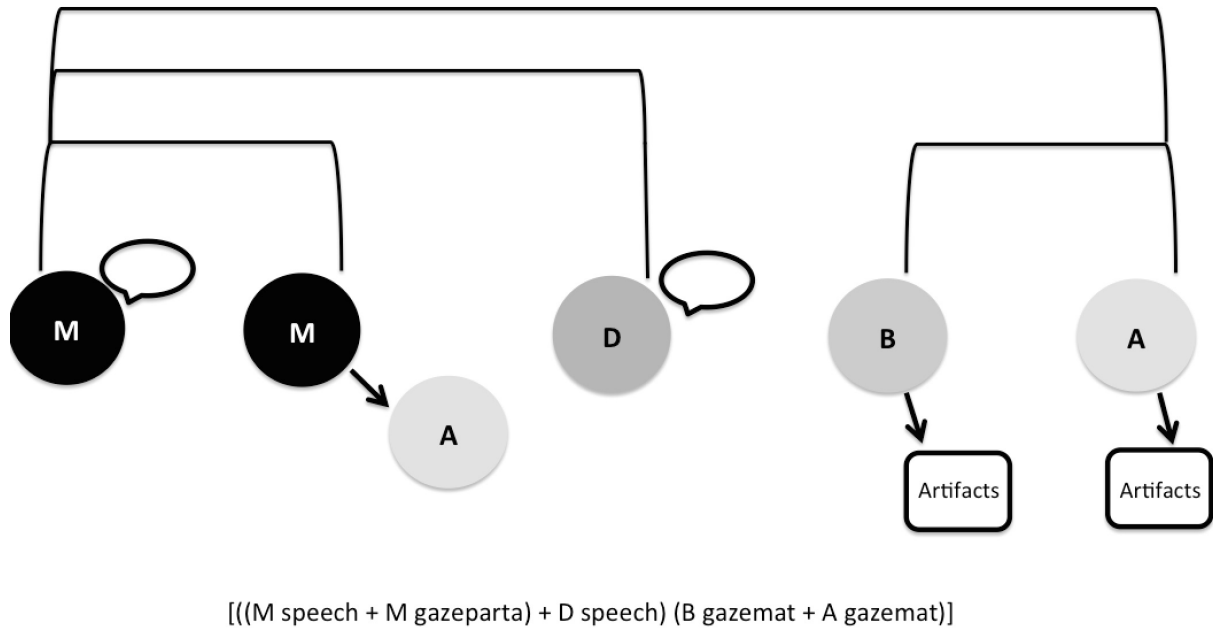 M M D B A
A
Artifacts Artifacts
[((M speech + M gazeparta) + D speech) (B gazemat + A gazemat)]